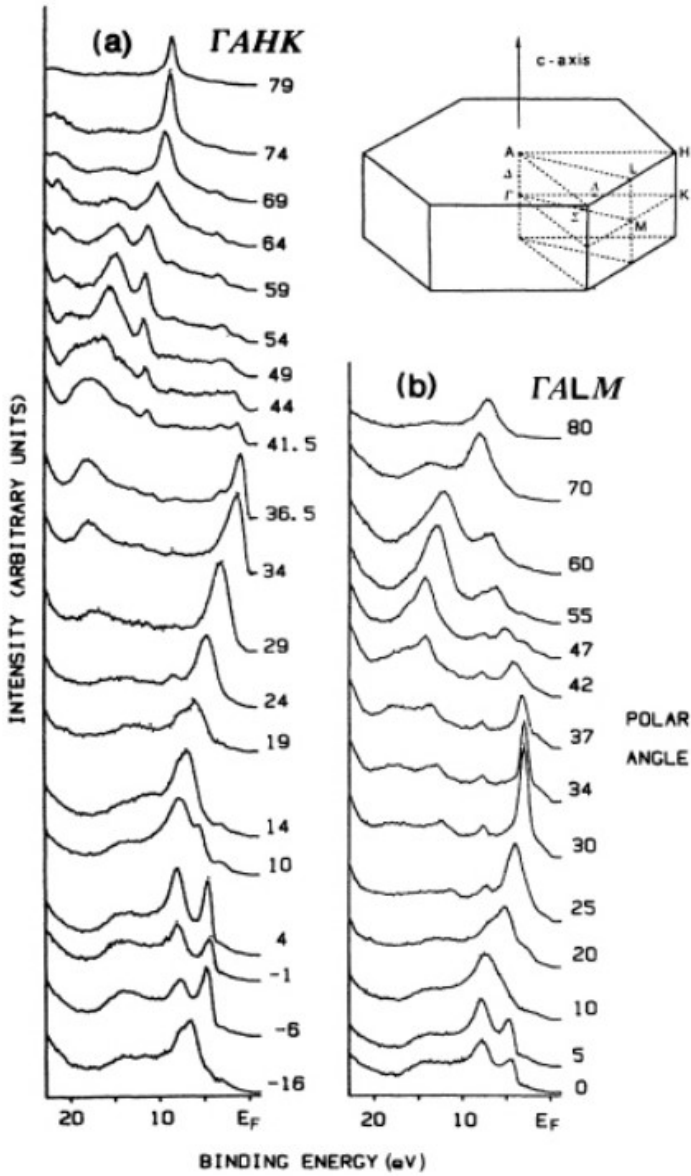 (a) ΓAHK
79
74
69
64
59
54
49
44
41.5
36.5
34
29
24
19
14
10
4
-1
-6
-16
20 10 EF
INTENSITY (ARBITRARY UNITS)
c-axis
A
H
Δ
L
Γ
Λ
K
Σ
M
(b) ΓALM
80
70
60
55
47
42
37
34
30
25
20
10
5
0
20 10 EF
POLAR
ANGLE
BINDING ENERGY (eV)